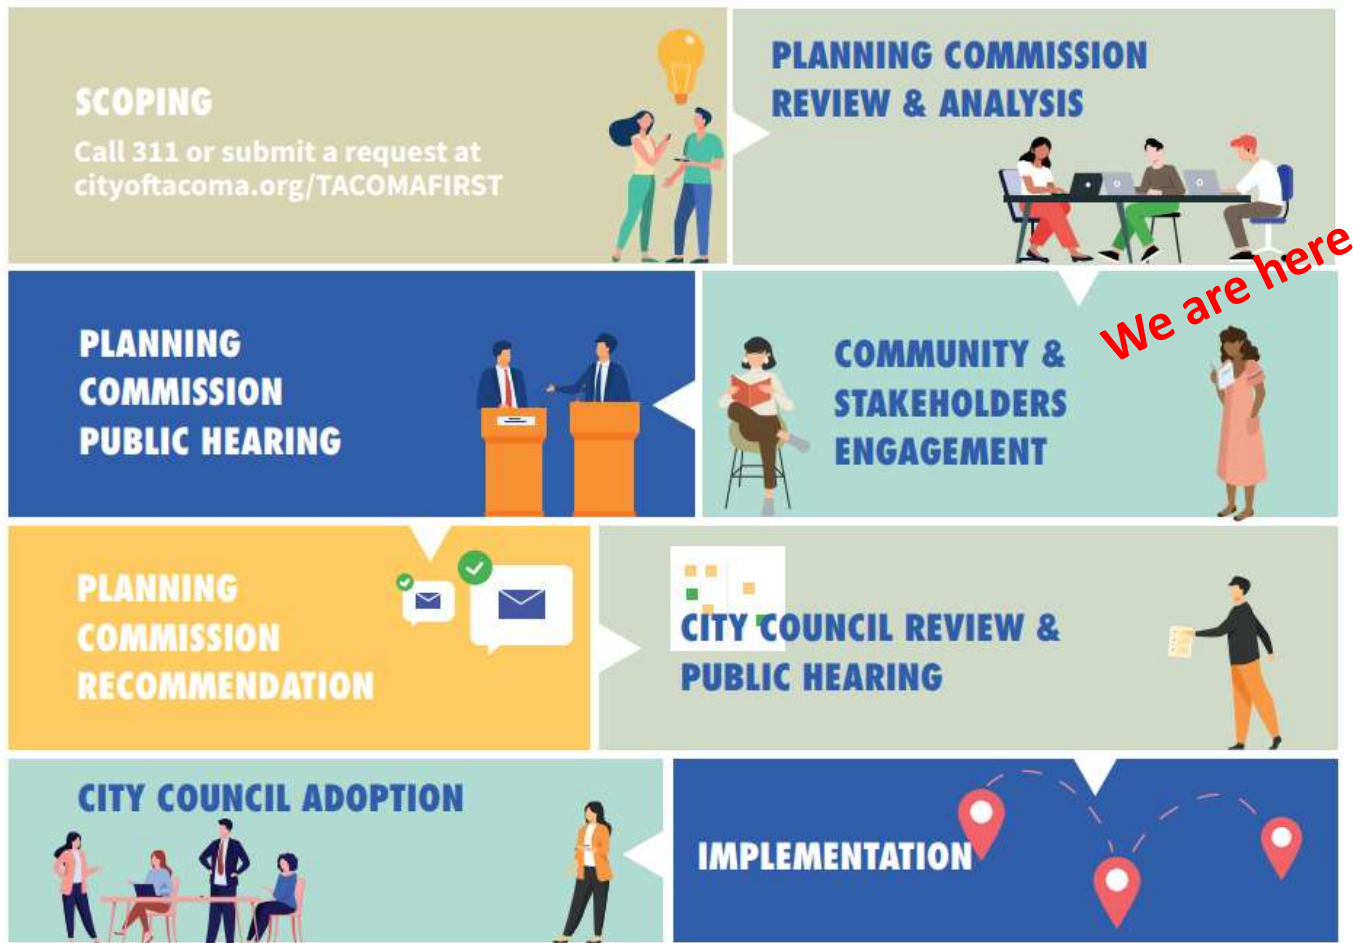 SCOPING
Call 311 or submit a request at
cityoftacoma.org/TACOMAFIRST
PLANNING COMMISSION
REVIEW & ANALYSIS
We are here
COMMUNITY &
STAKEHOLDERS
ENGAGEMENT
PLANNING
COMMISSION
PUBLIC HEARING
PLANNING
COMMISSION
RECOMMENDATION
CITY COUNCIL REVIEW &
PUBLIC HEARING
CITY COUNCIL ADOPTION
IMPLEMENTATION